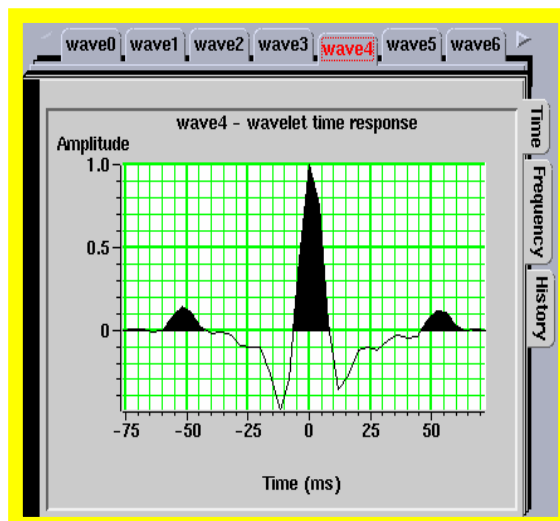 wave0 wave1 wave2 wave3 wave4 wave5 wave6
wave4 - wavelet time response
Amplitude
1.0
0.5
0
-75 -50 -25 0 25 50
Time (ms)
Time
Frequency
History